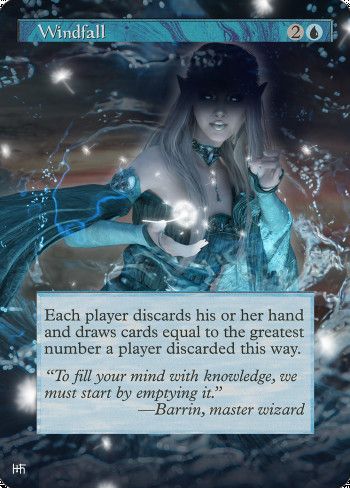 Windfall 2
Each player discards his or her hand
and draws cards equal to the greatest
number a player discarded this way.
“To fill your mind with knowledge, we
must start by emptying it.”
—Barrin, master wizard